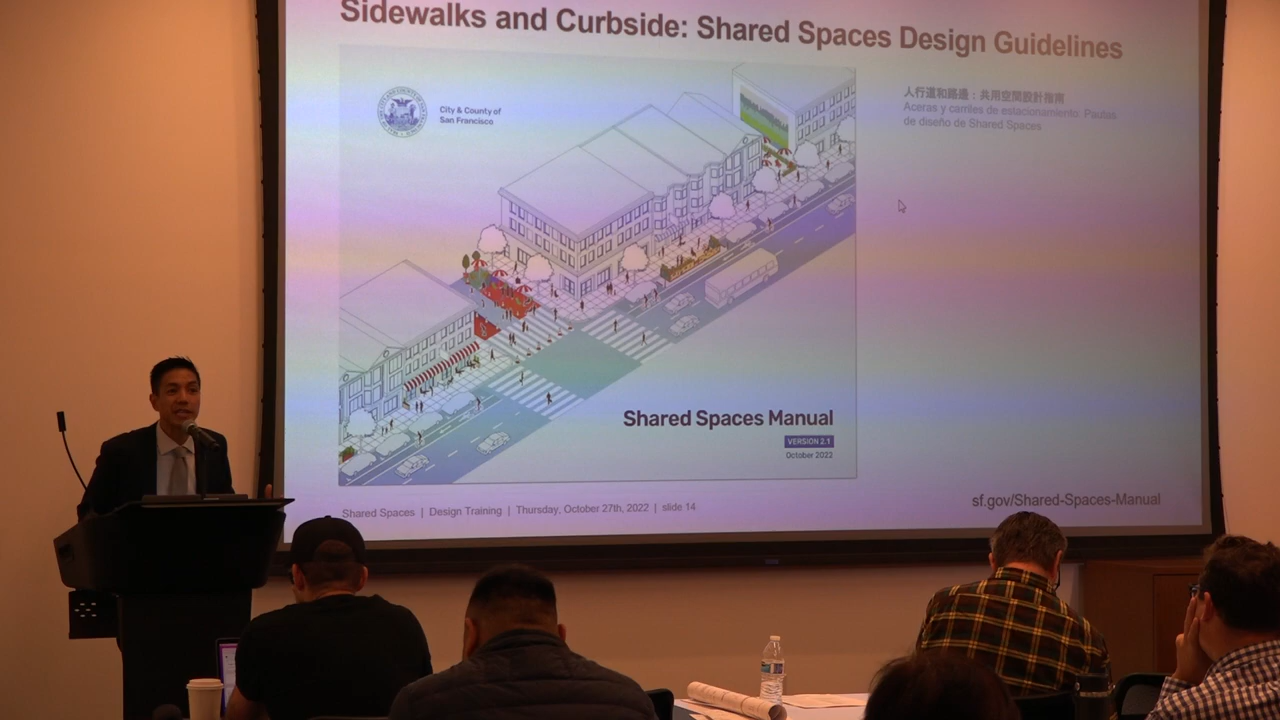 Sidewalks and Curbside: Shared Spaces Design Guidelines
City & County of
San Francisco
人行道和路邊：共用空間設計指南
Aceras y carriles de estacionamiento: Pautas
de diseño de Shared Spaces
Shared Spaces Manual
VERSION 2.1
October 2022
Shared Spaces | Design Training | Thursday, October 27th, 2022 | slide 14
sf.gov/Shared-Spaces-Manual